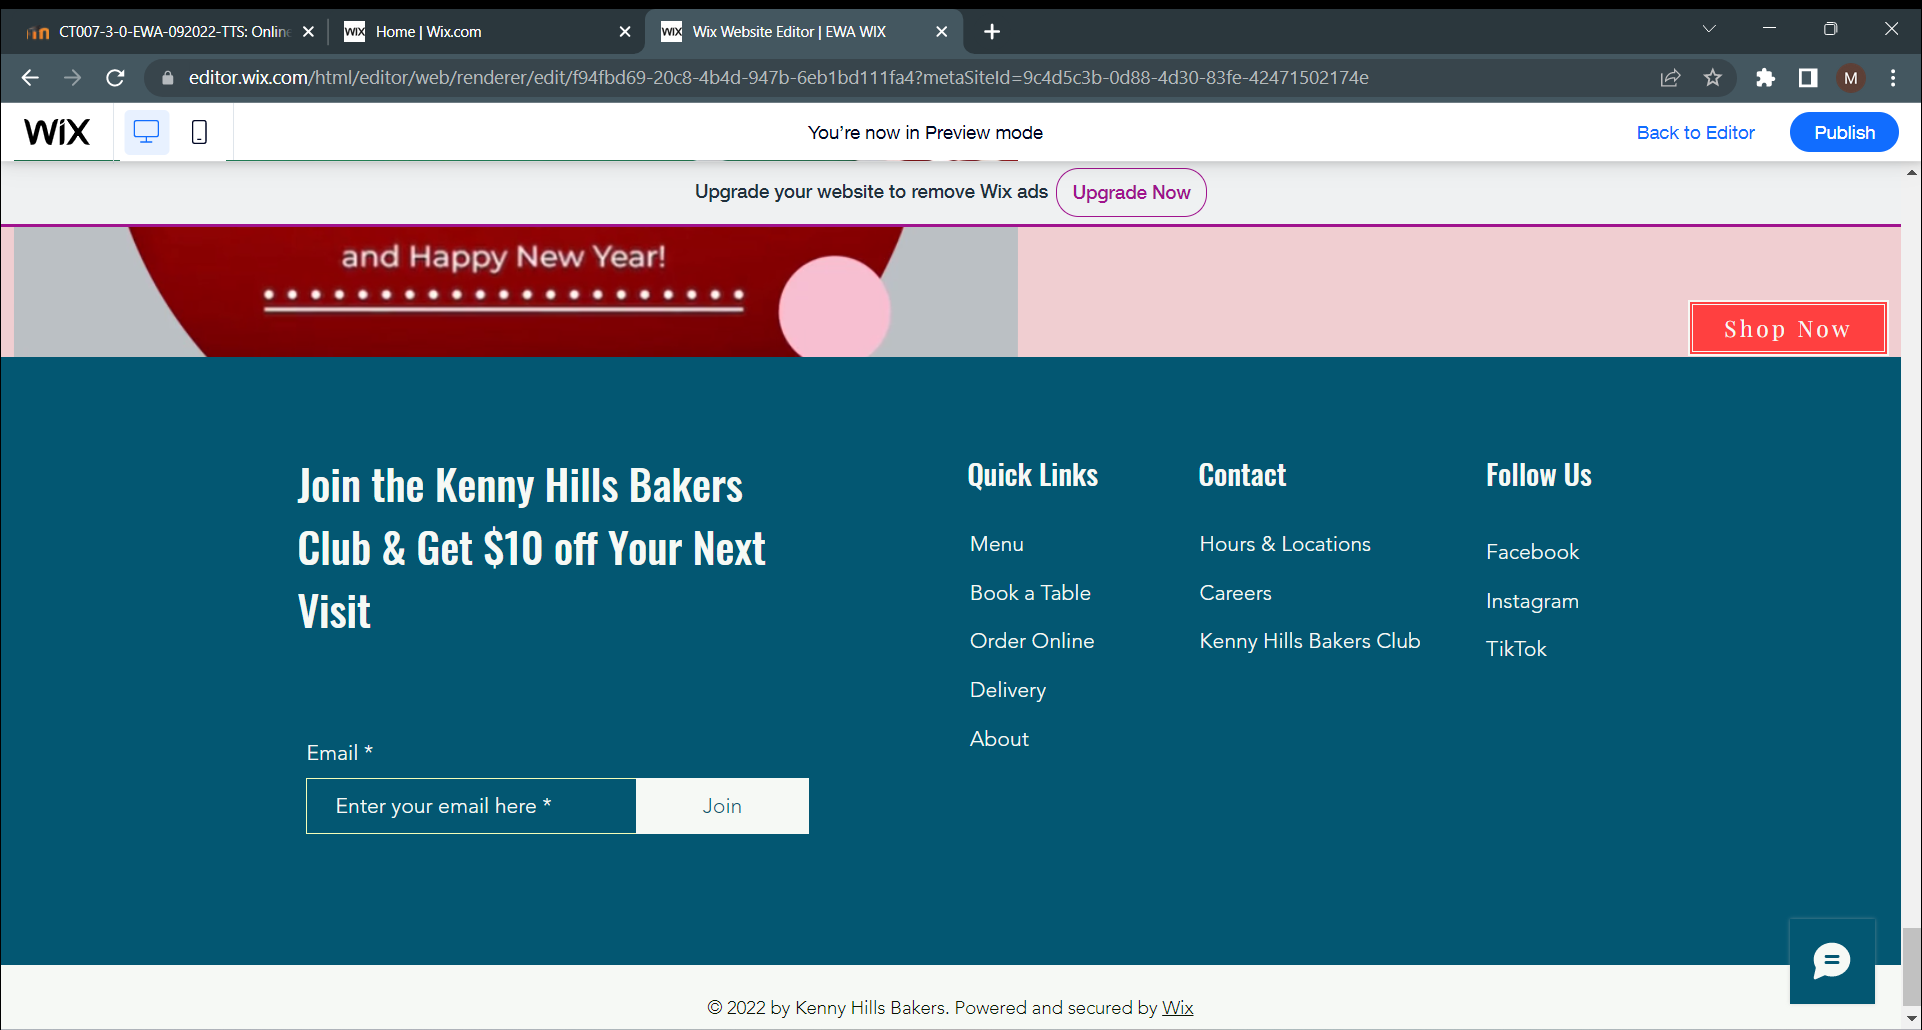 CT007-3-0-EWA-092022-TTS: Online
WiX Home | Wix.com
WiX Wix Website Editor | EWA WIX
editor.wix.com/html/editor/web/renderer/edit/f94fbd69-20c8-4b4d-947b-6eb1bd111fa4?metaSiteId=9c4d5c3b-0d88-4d30-83fe-42471502174e
M
WiX
You're now in Preview mode
Back to Editor
Publish
Upgrade your website to remove Wix ads
Upgrade Now
and Happy New Year!
Shop Now
Join the Kenny Hills Bakers
Club & Get $10 off Your Next
Visit
Email *
Enter your email here *
Join
Quick Links
Menu
Book a Table
Order Online
Delivery
About
Contact
Hours & Locations
Careers
Kenny Hills Bakers Club
Follow Us
Facebook
Instagram
TikTok
© 2022 by Kenny Hills Bakers. Powered and secured by Wix